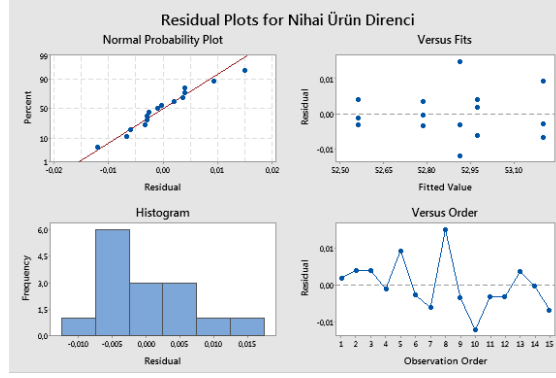 Residual Plots for Nihai Ürün Direnci
Normal Probability Plot
99
90
50
10
1
Percent
-0,02 -0,01 0,00 0,01 0,02
Residual
Versus Fits
0,01
0,00
-0,01
Residual
52,50 52,65 52,80 52,95 53,10
Fitted Value
Histogram
6,0
4,5
3,0
1,5
0,0
Frequency
-0,010 -0,005 0,000 0,005 0,010 0,015
Residual
Versus Order
0,01
0,00
-0,01
Residual
1 2 3 4 5 6 7 8 9 10 11 12 13 14 15
Observation Order